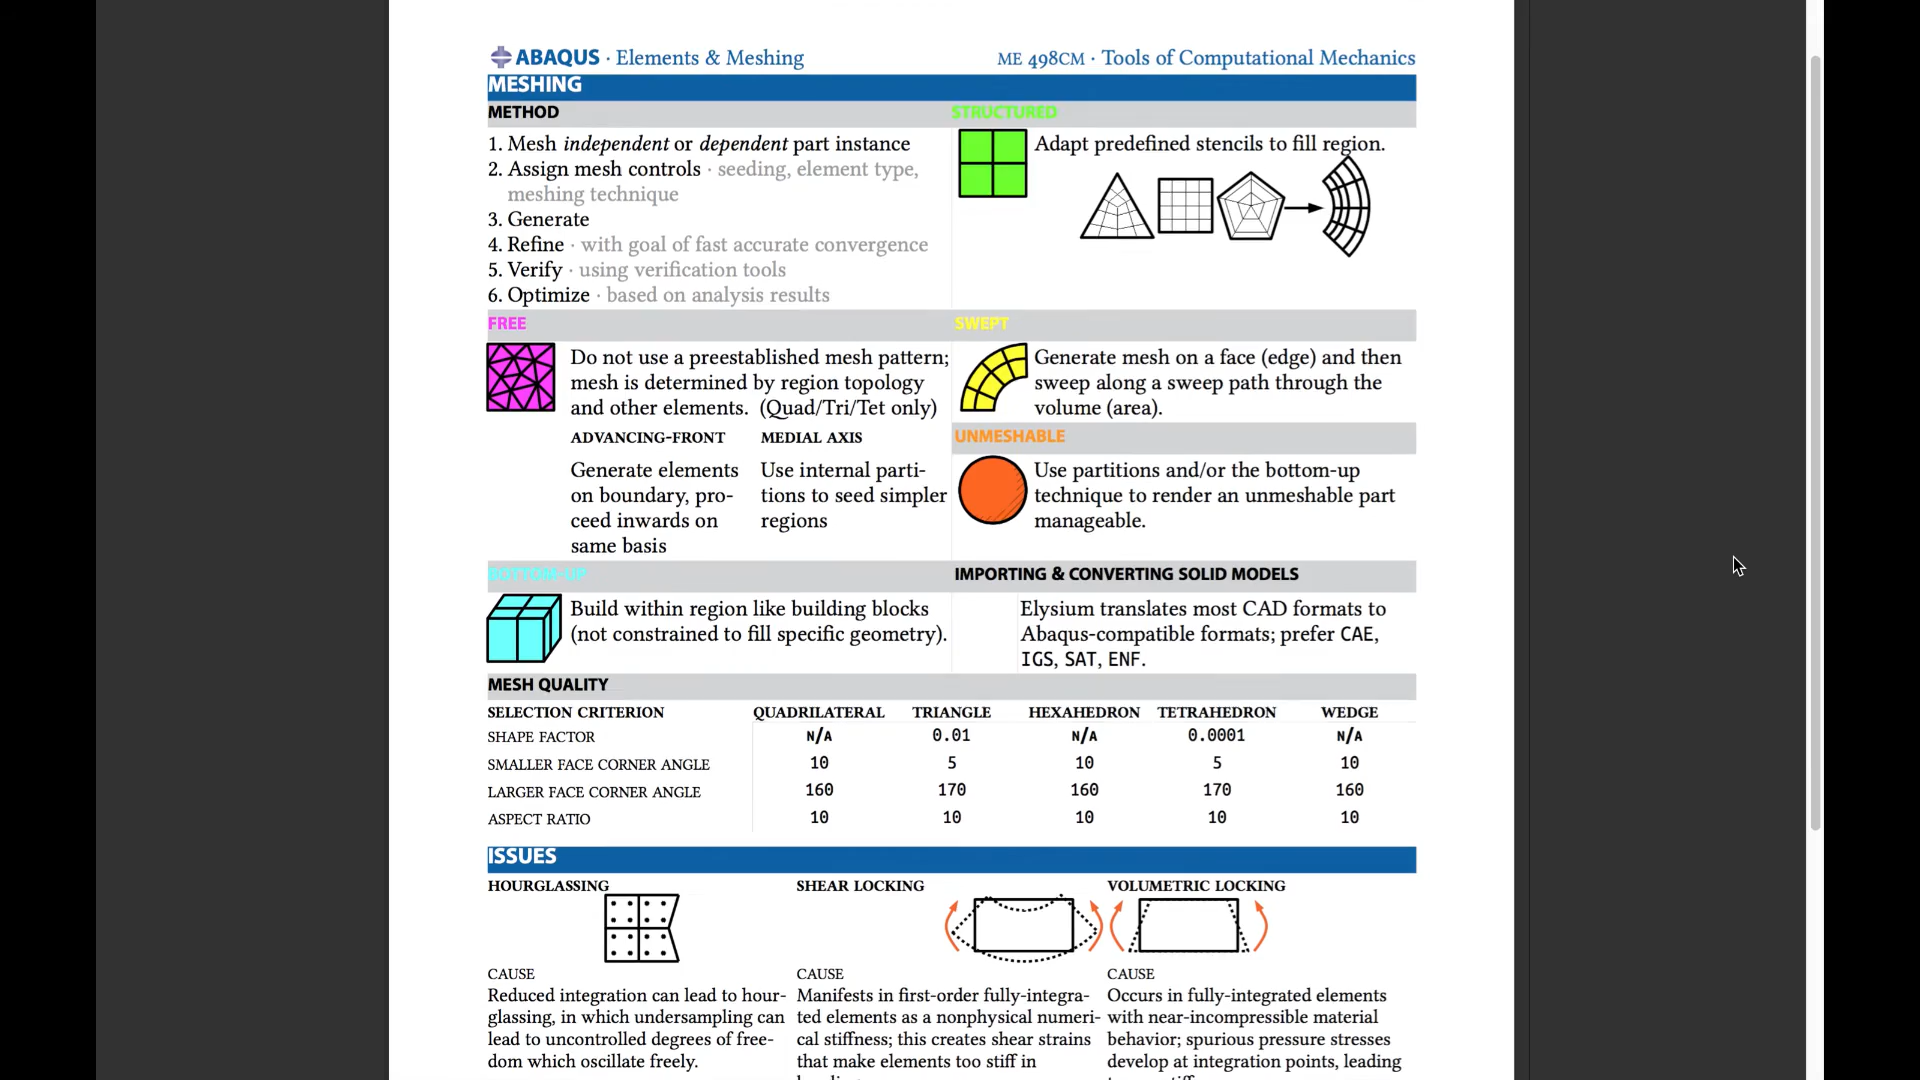 ABAQUS · Elements & Meshing
ME 498CM · Tools of Computational Mechanics
MESHING
METHOD
1. Mesh independent or dependent part instance
2. Assign mesh controls · seeding, element type,
meshing technique
3. Generate
4. Refine · with goal of fast accurate convergence
5. Verify · using verification tools
6. Optimize · based on analysis results
STRUCTURED
Adapt predefined stencils to fill region.
FREE
Do not use a preestablished mesh pattern;
mesh is determined by region topology
and other elements. (Quad/Tri/Tet only)
ADVANCING-FRONT
Generate elements
on boundary, pro-
ceed inwards on
same basis
MEDIAL AXIS
Use internal parti-
tions to seed simpler
regions
SWEPT
Generate mesh on a face (edge) and then
sweep along a sweep path through the
volume (area).
UNMESHABLE
Use partitions and/or the bottom-up
technique to render an unmeshable part
manageable.
BOTTOM-UP
Build within region like building blocks
(not constrained to fill specific geometry).
IMPORTING & CONVERTING SOLID MODELS
Elysium translates most CAD formats to
Abaqus-compatible formats; prefer CAE,
IGS, SAT, ENF.
MESH QUALITY
SELECTION CRITERION QUADRILATERAL TRIANGLE HEXAHEDRON TETRAHEDRON WEDGE
SHAPE FACTOR N/A 0.01 N/A 0.0001 N/A
SMALLER FACE CORNER ANGLE 10 5 10 5 10
LARGER FACE CORNER ANGLE 160 170 160 170 160
ASPECT RATIO 10 10 10 10 10
ISSUES
HOURGLASSING
CAUSE
Reduced integration can lead to hour-
glassing, in which undersampling can
lead to uncontrolled degrees of free-
dom which oscillate freely.
SHEAR LOCKING
CAUSE
Manifests in first-order fully-integra-
ted elements as a nonphysical numeri-
cal stiffness; this creates shear strains
that make elements too stiff in
VOLUMETRIC LOCKING
CAUSE
Occurs in fully-integrated elements
with near-incompressible material
behavior; spurious pressure stresses
develop at integration points, leading